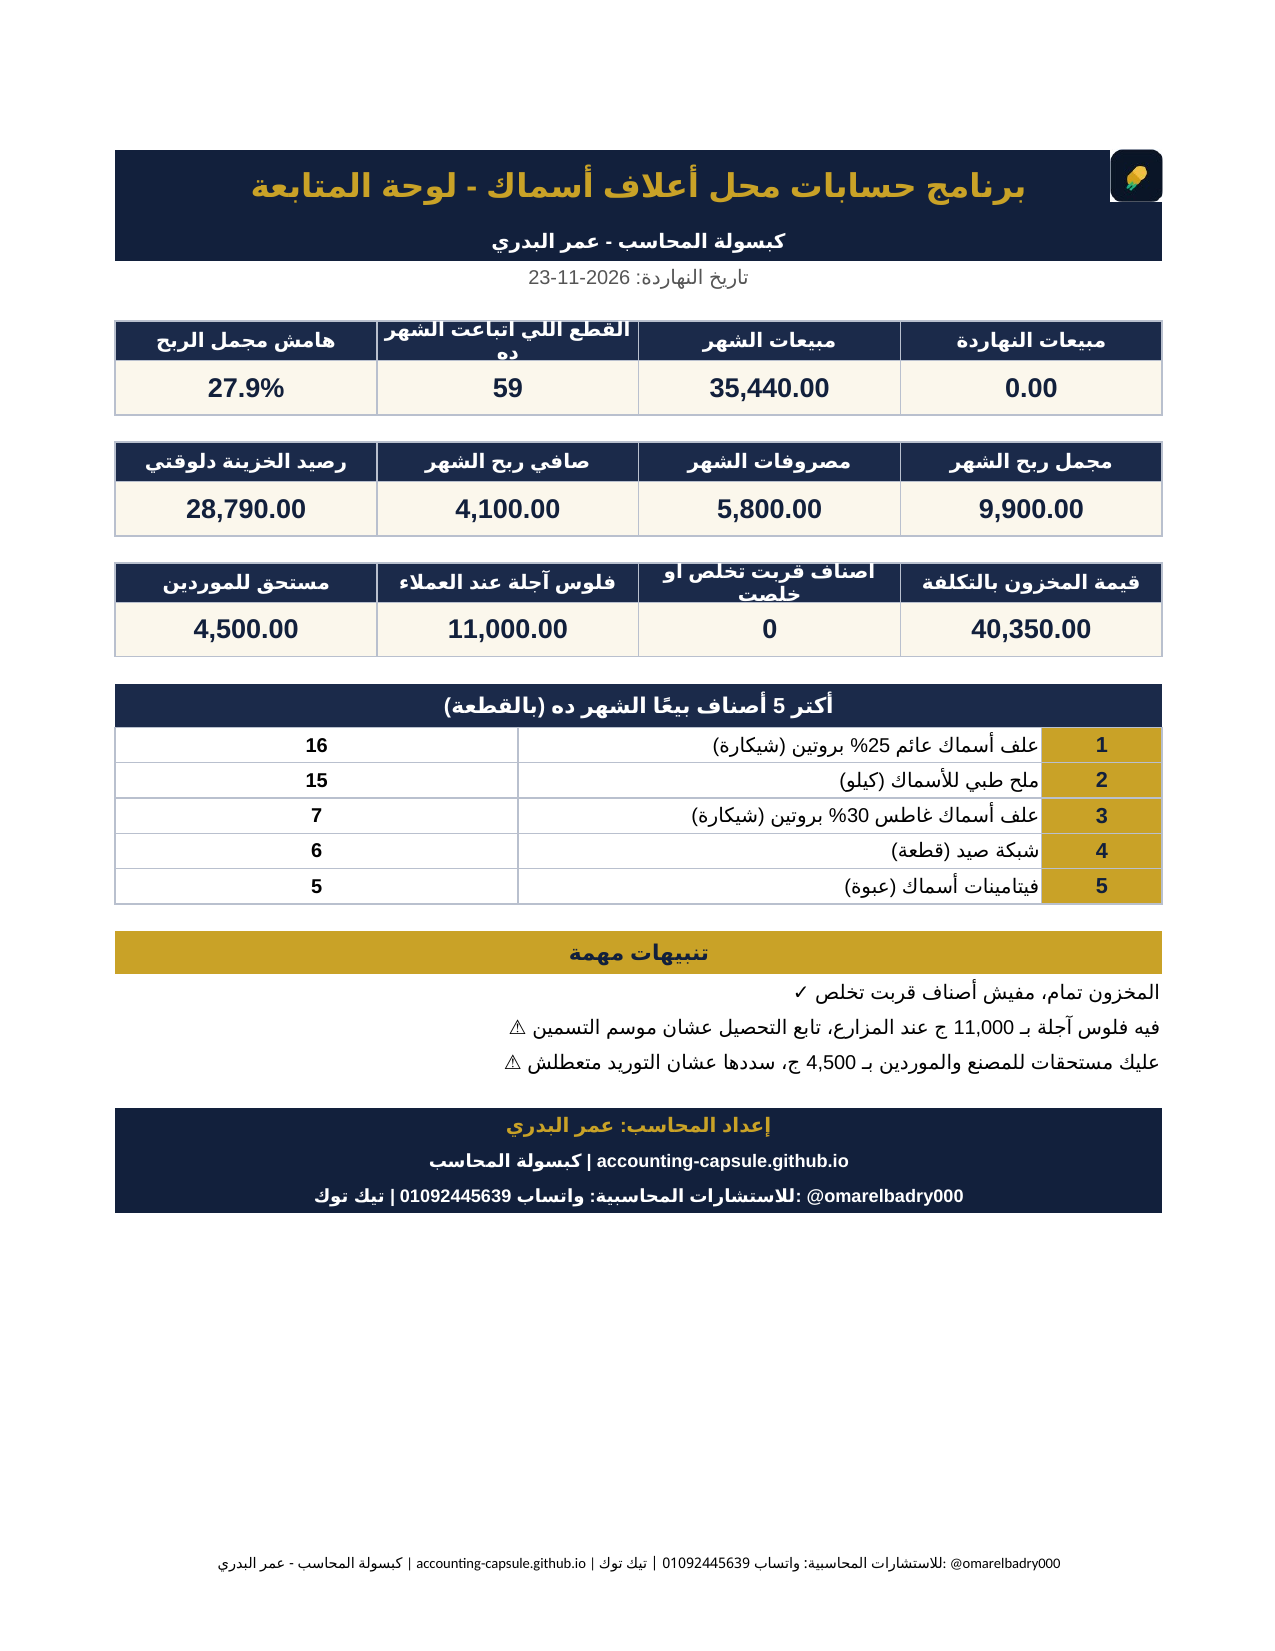 برنامج حسابات محل أعلاف أسماك - لوحة المتابعة
كبسولة المحاسب - عمر البدري
تاريخ النهاردة: 2026-11-23
مبيعات النهاردة
مبيعات الشهر
القطع اللي اتباعت الشهر ده
هامش مجمل الربح
0.00
35,440.00
59
27.9%
مجمل ربح الشهر
مصروفات الشهر
صافي ربح الشهر
رصيد الخزينة دلوقتي
9,900.00
5,800.00
4,100.00
28,790.00
قيمة المخزون بالتكلفة
أصناف قربت تخلص أو خلصت
فلوس آجلة عند العملاء
مستحق للموردين
40,350.00
0
11,000.00
4,500.00
أكتر 5 أصناف بيعًا الشهر ده (بالقطعة)
1 علف أسماك عائم 25% بروتين (شيكارة) 16
2 ملح طبي للأسماك (كيلو) 15
3 علف أسماك غاطس 30% بروتين (شيكارة) 7
4 شبكة صيد (قطعة) 6
5 فيتامينات أسماك (عبوة) 5
تنبيهات مهمة
المخزون تمام، مفيش أصناف قربت تخلص ✓
فيه فلوس آجلة بـ 11,000 ج عند المزارع، تابع التحصيل عشان موسم التسمين ⚠
عليك مستحقات للمصنع والموردين بـ 4,500 ج، سددها عشان التوريد متعطلش ⚠
إعداد المحاسب: عمر البدري
كبسولة المحاسب | accounting-capsule.github.io
للاستشارات المحاسبية: واتساب 01092445639 | تيك توك: @omarelbadry000
كبسولة المحاسب - عمر البدري | accounting-capsule.github.io | للاستشارات المحاسبية: واتساب 01092445639 | تيك توك: @omarelbadry000